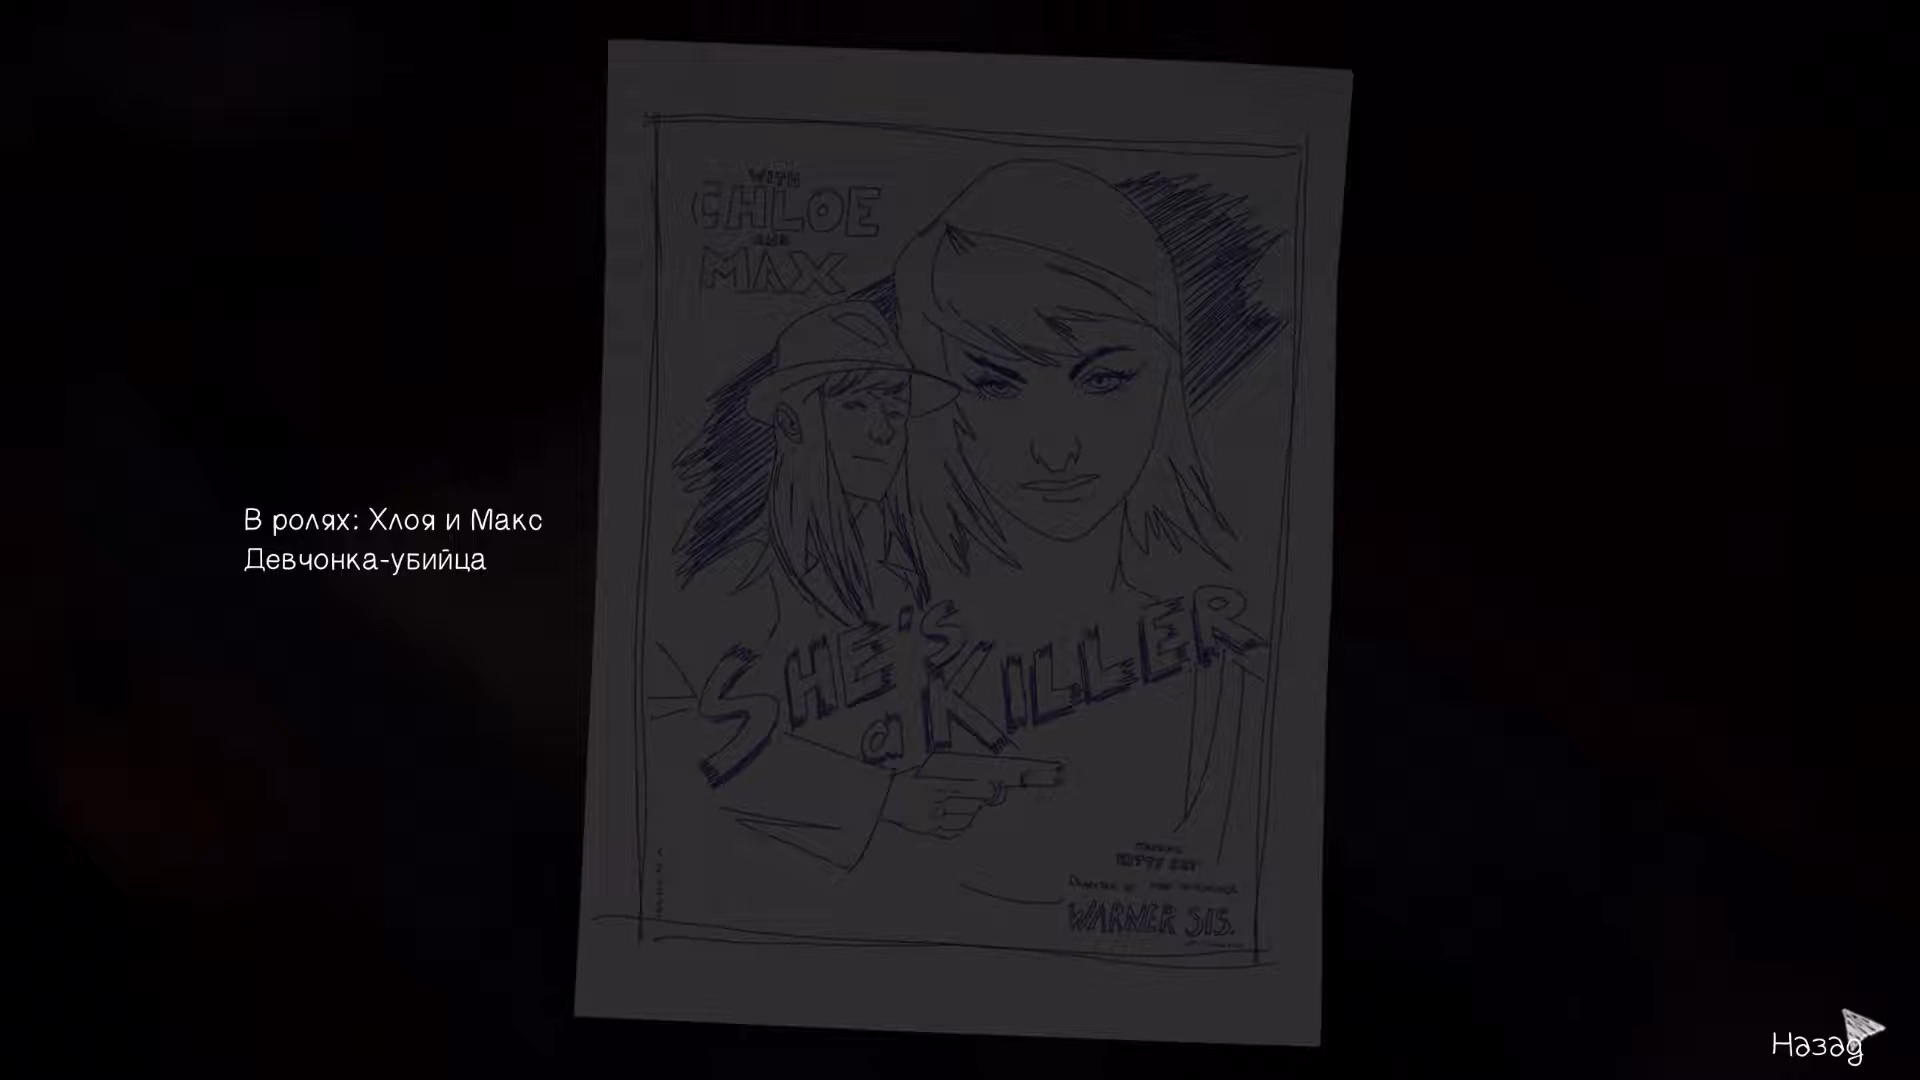 WITH
CHLOE
AND
MAX
В ролях: Хлоя и Макс
Девчонка-убийца
SHE'S
a KILLER
WARNER SIS.
Назад